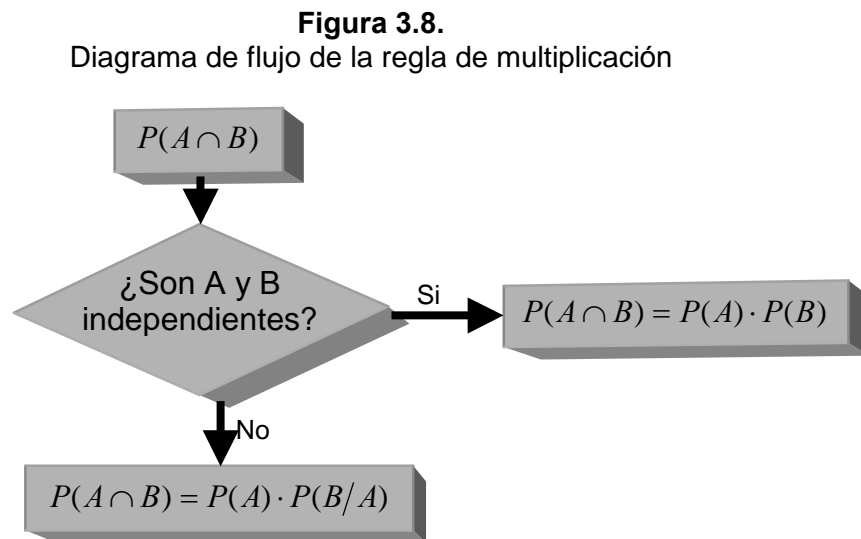 Figura 3.8.
Diagrama de flujo de la regla de multiplicación
P(A ∩ B)
¿Son A y B
independientes?
Si
P(A ∩ B) = P(A) · P(B)
No
P(A ∩ B) = P(A) · P(B/A)